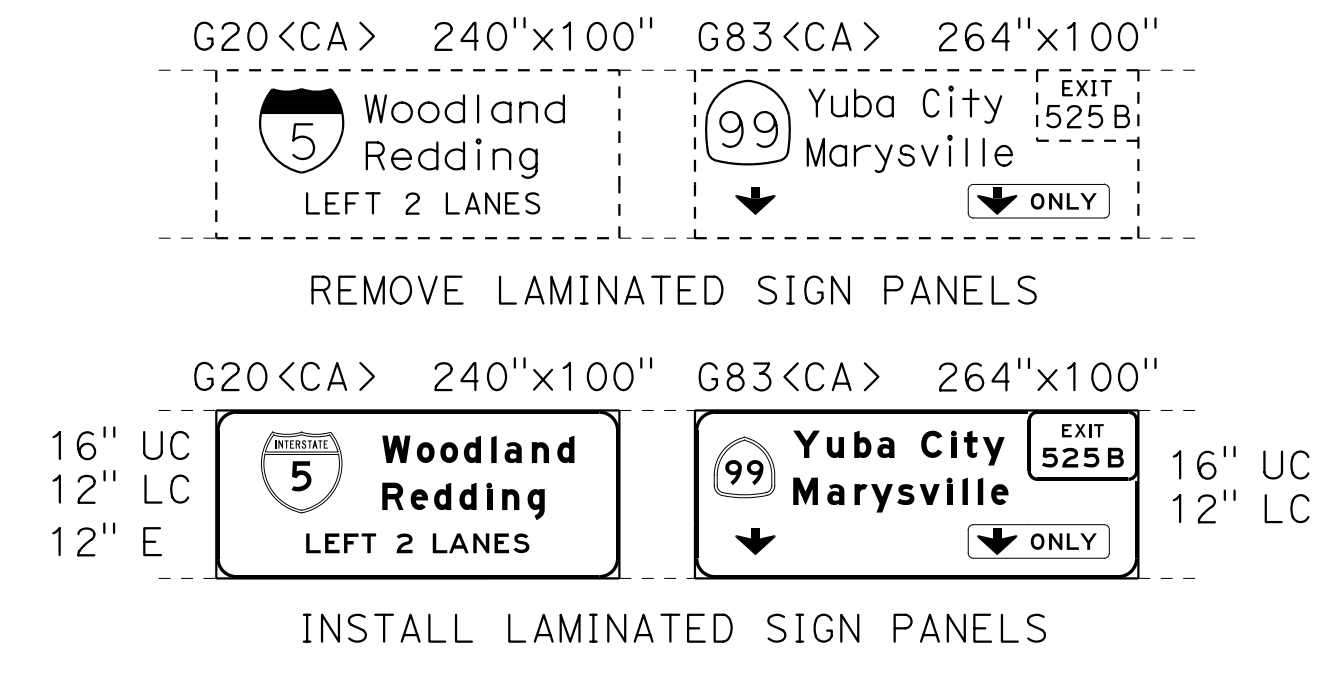 G20<CA> 240"x100" G83<CA> 264"x100"
5
Woodland
Redding
LEFT 2 LANES
99
Yuba City
Marysville
EXIT
525B
ONLY
REMOVE LAMINATED SIGN PANELS
G20<CA> 240"x100" G83<CA> 264"x100"
16" UC
12" LC
12" E
INTERSTATE
5
Woodland
Redding
LEFT 2 LANES
99
Yuba City
Marysville
EXIT
525B
ONLY
16" UC
12" LC
INSTALL LAMINATED SIGN PANELS